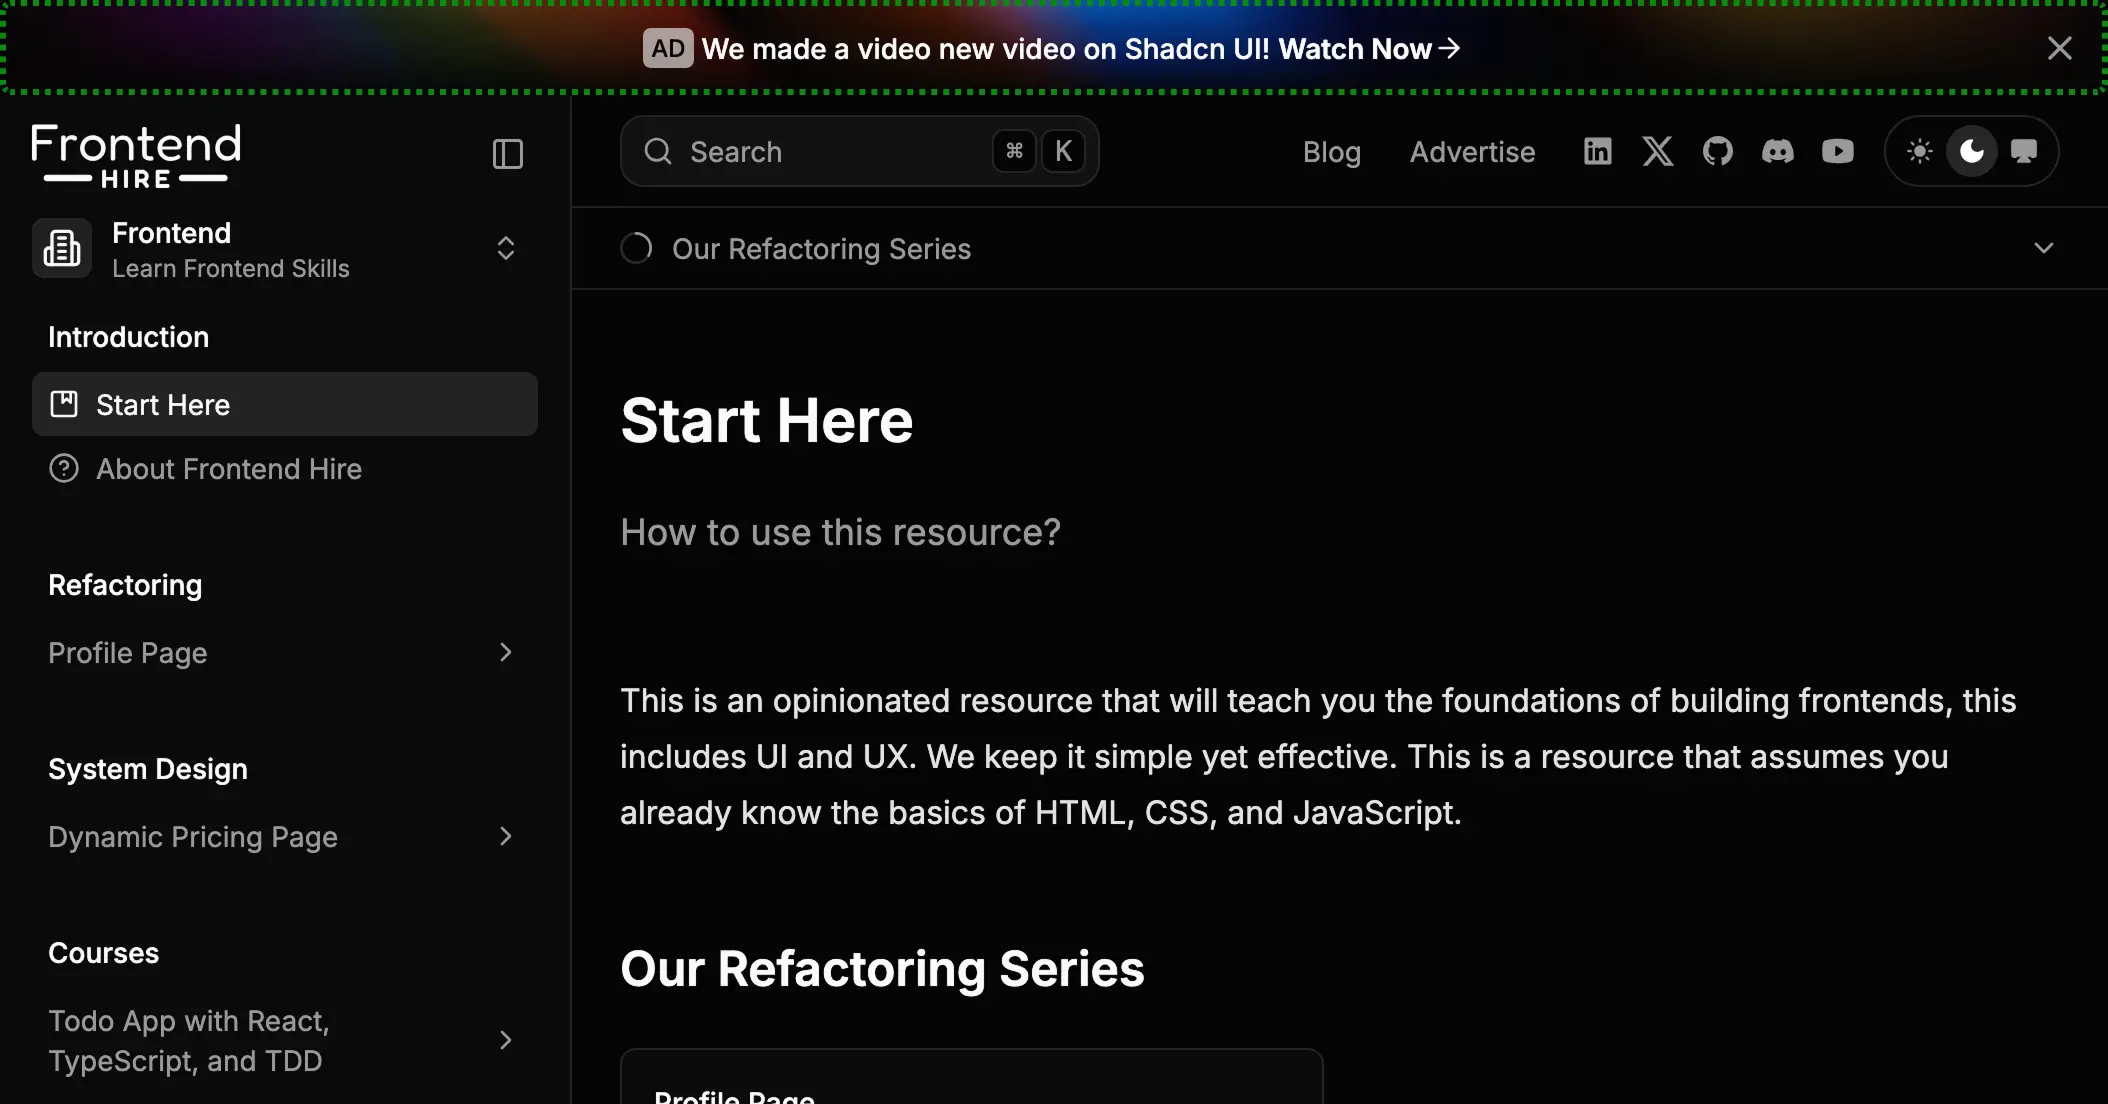 AD We made a video new video on Shadcn UI! Watch Now →
Frontend
HIRE
Search ⌘ K
Blog Advertise
Frontend
Learn Frontend Skills
Our Refactoring Series
Introduction
Start Here
About Frontend Hire
Refactoring
Profile Page
System Design
Dynamic Pricing Page
Courses
Todo App with React,
TypeScript, and TDD
Start Here
How to use this resource?
This is an opinionated resource that will teach you the foundations of building frontends, this
includes UI and UX. We keep it simple yet effective. This is a resource that assumes you
already know the basics of HTML, CSS, and JavaScript.
Our Refactoring Series
Profile Page